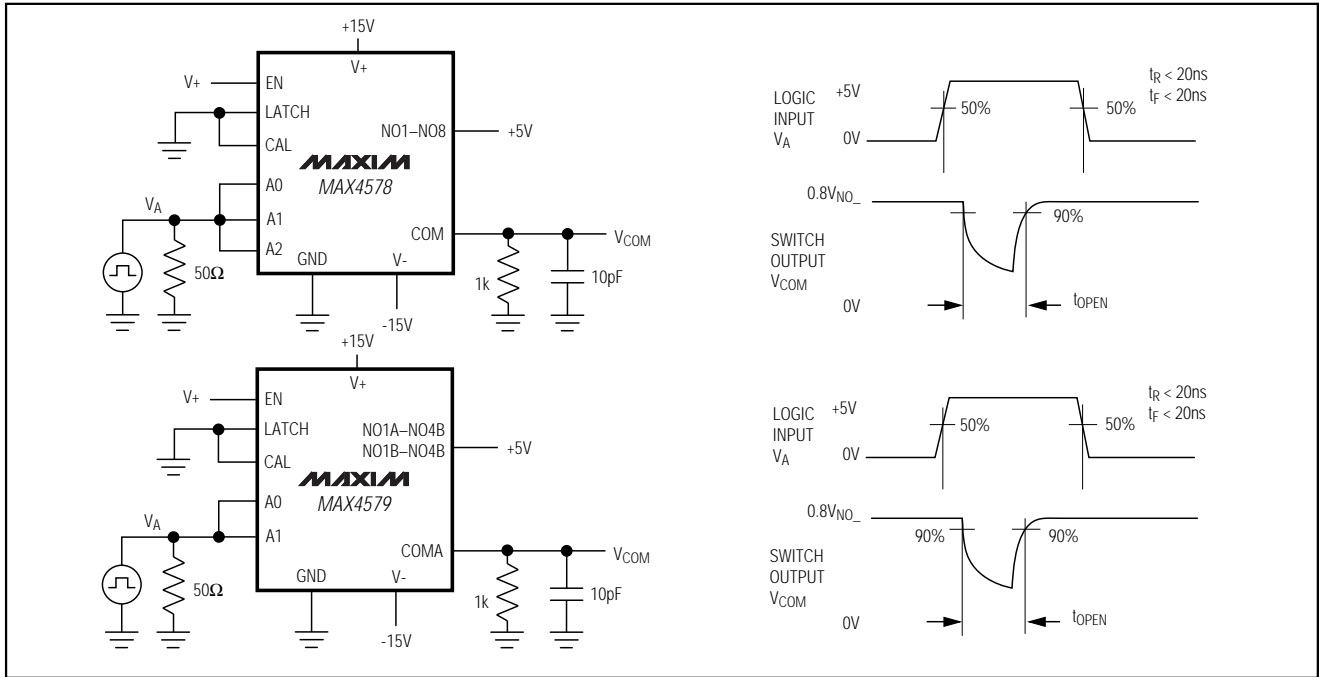 +15V
V+
V+
EN
LATCH
CAL
NO1–NO8
+5V
MAXIM
MAX4578
A0
VA
A1
A2
COM
VCOM
GND
V-
50Ω
1k
10pF
-15V
LOGIC
INPUT
VA
+5V
0V
50%
50%
tR < 20ns
tF < 20ns
0.8VNO_
90%
SWITCH
OUTPUT
VCOM
0V
tOPEN
+15V
V+
V+
EN
LATCH
CAL
NO1A–NO4B
NO1B–NO4B
+5V
MAXIM
MAX4579
A0
VA
A1
COMA
VCOM
GND
V-
50Ω
1k
10pF
-15V
LOGIC
INPUT
VA
+5V
0V
50%
50%
tR < 20ns
tF < 20ns
0.8VNO_
90%
90%
SWITCH
OUTPUT
VCOM
0V
tOPEN